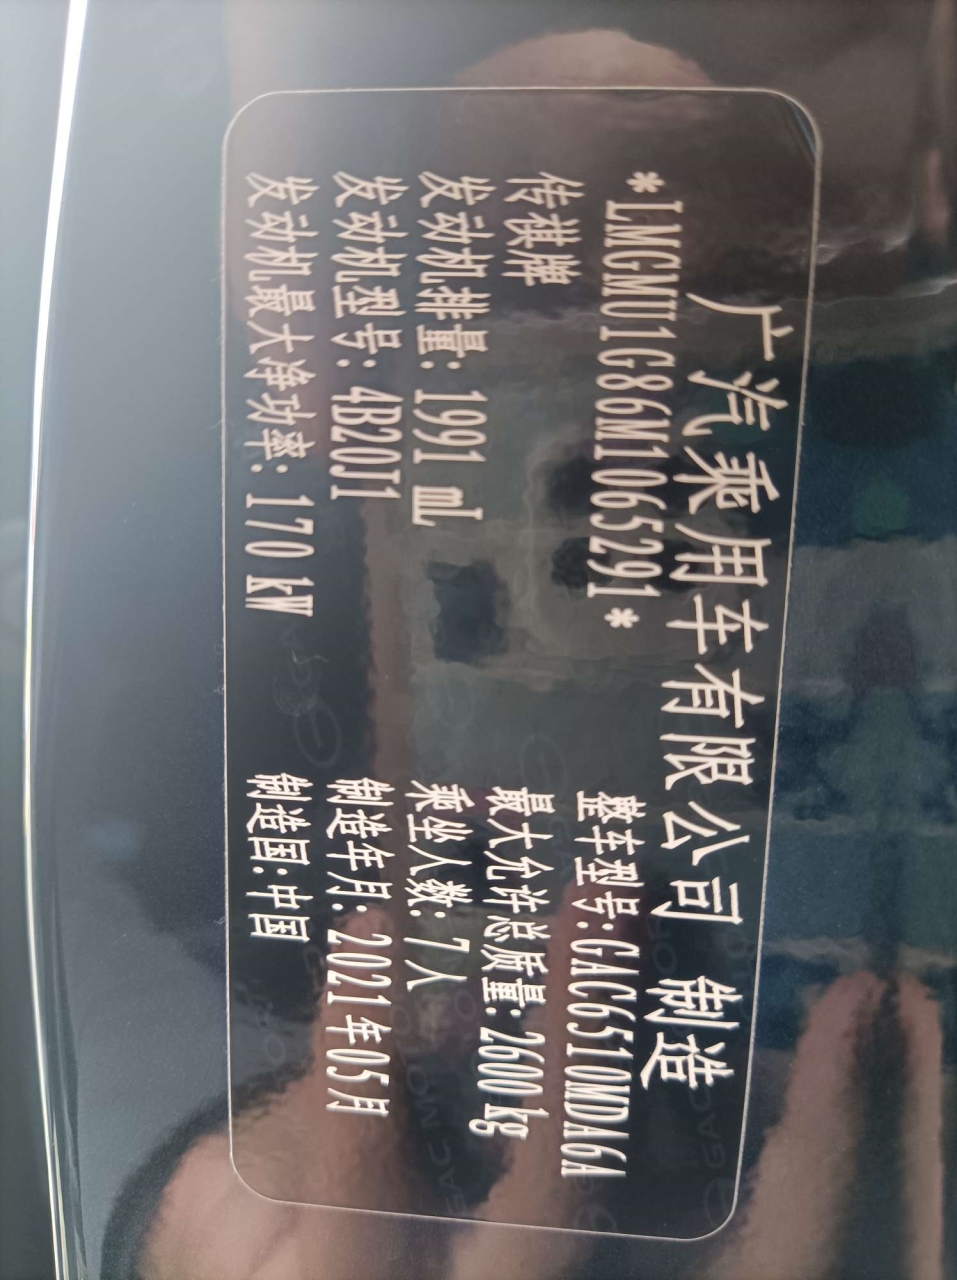 广汽乘用车有限公司 制造
*LMGMU1G86M1065291*
传祺牌
整车型号:GAC6510MDA6A
发动机排量:1991 mL
最大允许总质量:2600kg
发动机型号:4B20J1
乘坐人数:7人
发动机最大净功率:170 kW
制造年月:2021年05月
制造国:中国